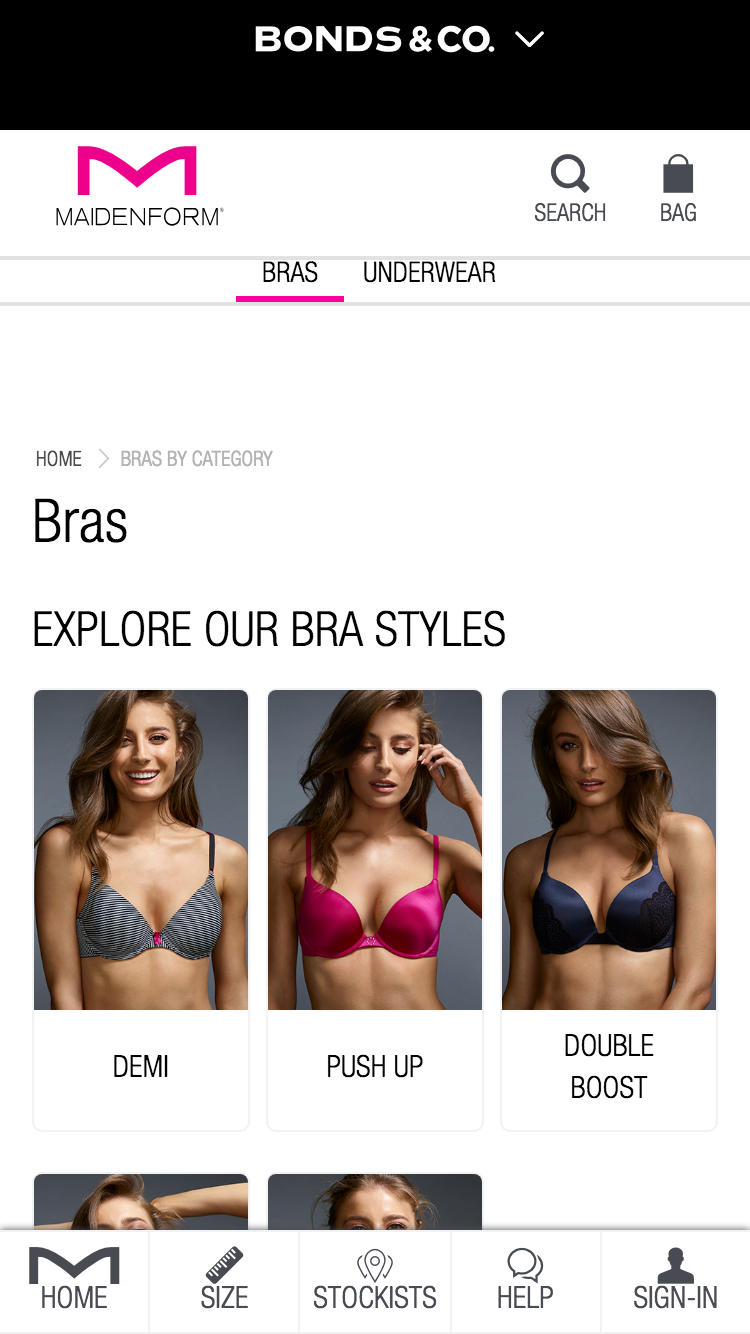 BONDS & CO.
MAIDENFORM®
SEARCH
BAG
BRAS
UNDERWEAR
HOME
BRAS BY CATEGORY
Bras
EXPLORE OUR BRA STYLES
DEMI
PUSH UP
DOUBLE
BOOST
HOME
SIZE
STOCKISTS
HELP
SIGN-IN